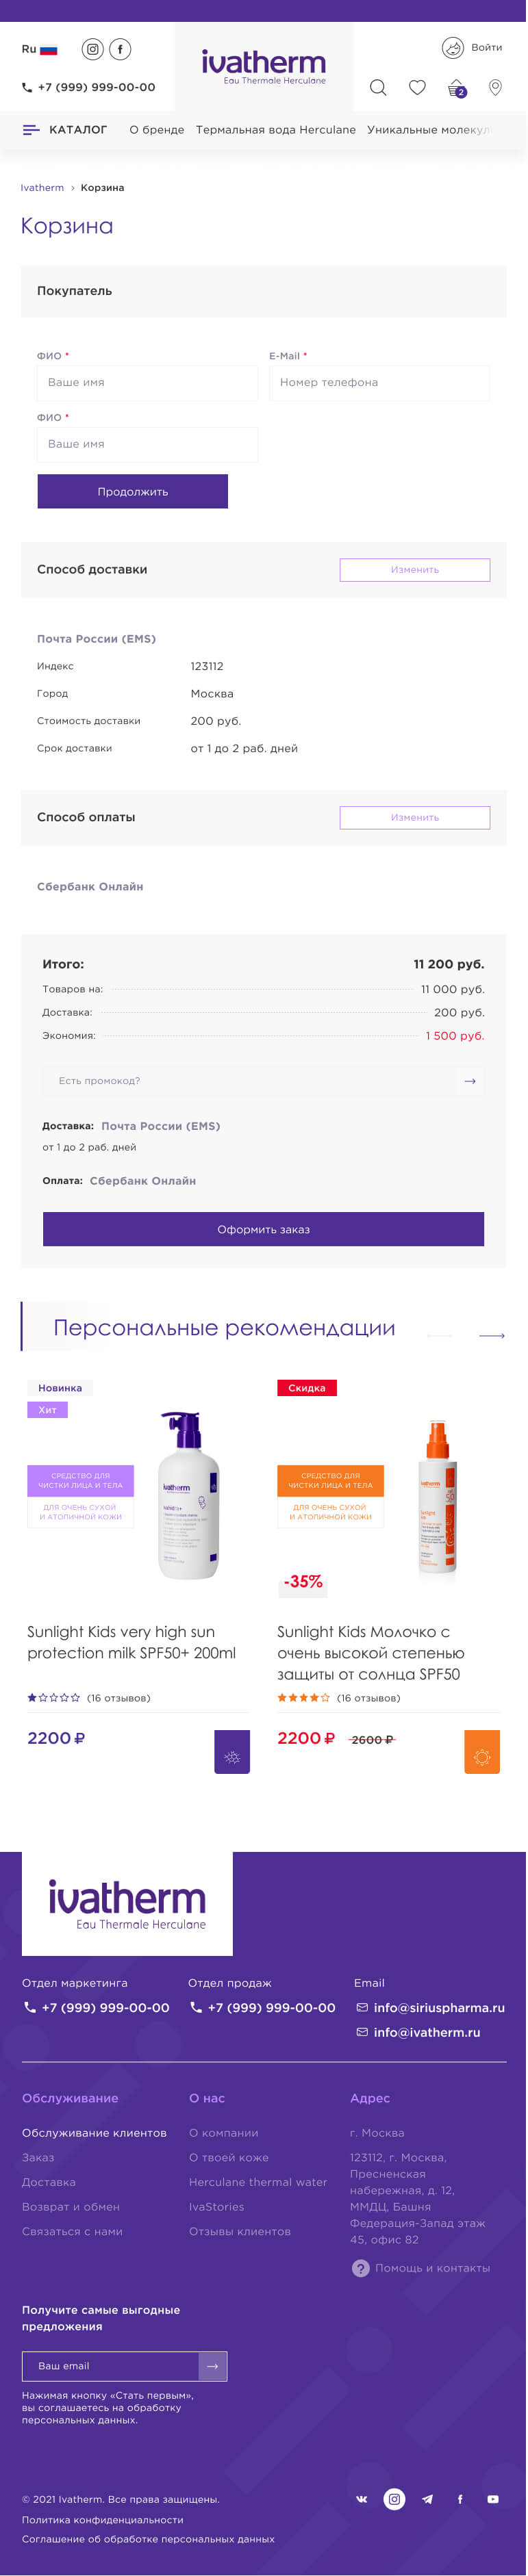 Ru
ivatherm
Eau Thermale Herculane
Войти
+7 (999) 999-00-00
2
КАТАЛОГ
О бренде
Термальная вода Herculane
Уникальные молекул
Ivatherm > Корзина
Корзина
Покупатель
ФИО *
E-Mail *
Ваше имя
Номер телефона
ФИО *
Ваше имя
Продолжить
Способ доставки
Изменить
Почта России (EMS)
Индекс 123112
Город Москва
Стоимость доставки 200 руб.
Срок доставки от 1 до 2 раб. дней
Способ оплаты
Изменить
Сбербанк Онлайн
Итого: 11 200 руб.
Товаров на: 11 000 руб.
Доставка: 200 руб.
Экономия: 1 500 руб.
Есть промокод?
Доставка: Почта России (EMS)
от 1 до 2 раб. дней
Оплата: Сбербанк Онлайн
Оформить заказ
Персональные рекомендации
Новинка
Хит
СРЕДСТВО ДЛЯ
ЧИСТКИ ЛИЦА И ТЕЛА
ДЛЯ ОЧЕНЬ СУХОЙ
И АТОПИЧНОЙ КОЖИ
ivatherm
Sunlight Kids very high sun
protection milk SPF50+ 200ml
(16 отзывов)
2200 ₽
Скидка
СРЕДСТВО ДЛЯ
ЧИСТКИ ЛИЦА И ТЕЛА
ДЛЯ ОЧЕНЬ СУХОЙ
И АТОПИЧНОЙ КОЖИ
ivatherm
-35%
Sunlight Kids Молочко с
очень высокой степенью
защиты от солнца SPF50
(16 отзывов)
2200 ₽ 2600 ₽
ivatherm
Eau Thermale Herculane
Отдел маркетинга
+7 (999) 999-00-00
Отдел продаж
+7 (999) 999-00-00
Email
info@siriuspharma.ru
info@ivatherm.ru
Обслуживание
Обслуживание клиентов
Заказ
Доставка
Возврат и обмен
Связаться с нами
О нас
О компании
О твоей коже
Herculane thermal water
IvaStories
Отзывы клиентов
Адрес
г. Москва
123112, г. Москва,
Пресненская
набережная, д. 12,
ММДЦ, Башня
Федерация-Запад этаж
45, офис 82
? Помощь и контакты
Получите самые выгодные
предложения
Ваш email
Нажимая кнопку «Стать первым»,
вы соглашаетесь на обработку
персональных данных.
© 2021 Ivatherm. Все права защищены.
Политика конфиденциальности
Соглашение об обработке персональных данных